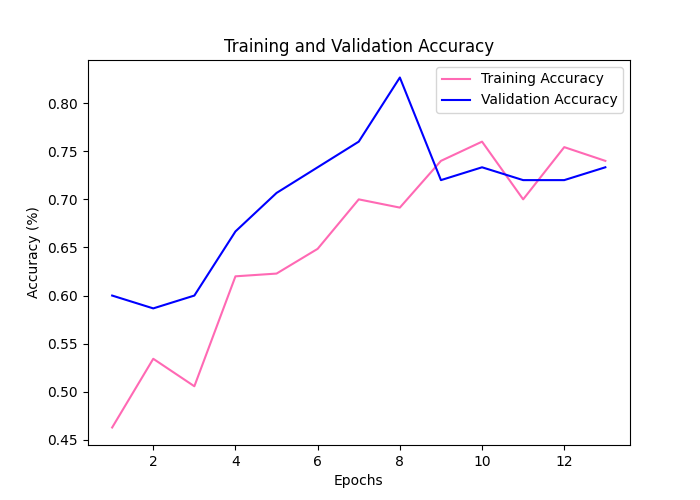 Training and Validation Accuracy
Training Accuracy
Validation Accuracy
Accuracy (%)
0.80
0.75
0.70
0.65
0.60
0.55
0.50
0.45
2 4 6 8 10 12
Epochs